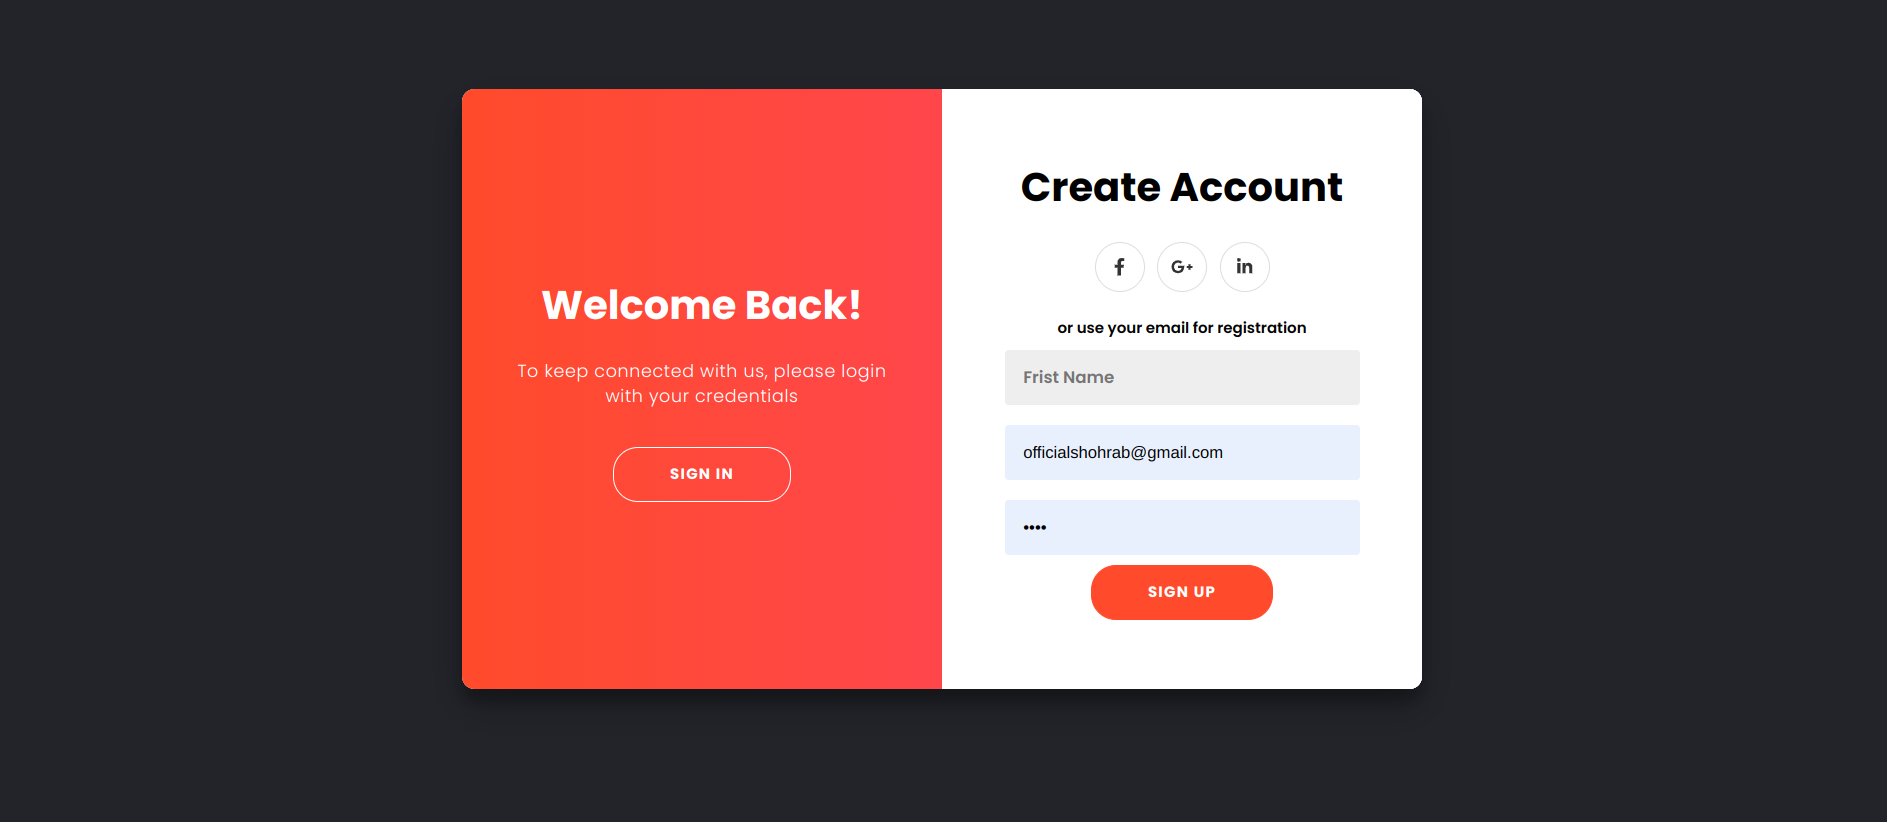 Welcome Back!
To keep connected with us, please login
with your credentials
SIGN IN
Create Account
f
G+
in
or use your email for registration
Frist Name
officialshohrab@gmail.com
••••
SIGN UP